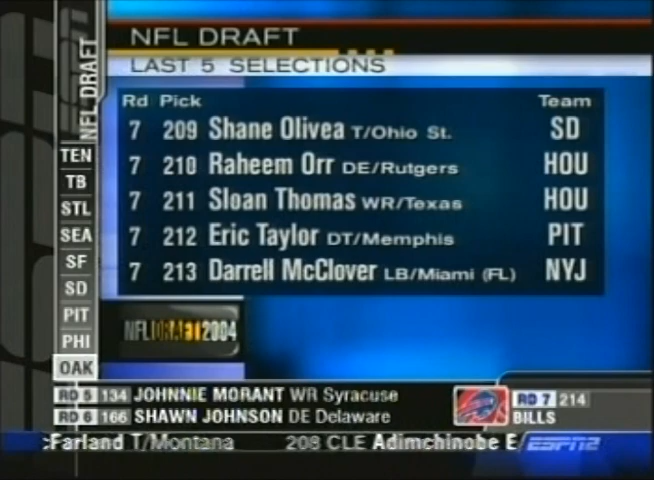 NFL DRAFT
LAST 5 SELECTIONS
Rd Pick Team
7 209 Shane Olivea T/Ohio St. SD
7 210 Raheem Orr DE/Rutgers HOU
7 211 Sloan Thomas WR/Texas HOU
7 212 Eric Taylor DT/Memphis PIT
7 213 Darrell McClover LB/Miami (FL) NYJ
NFL DRAFT
TEN
TB
STL
SEA
SF
SD
PIT
PHI
OAK
NFLDRAFT2004
RD 5 134 JOHNNIE MORANT WR Syracuse
RD 6 166 SHAWN JOHNSON DE Delaware
RD 7 214
BILLS
cFarland T/Montana 208 CLE Adimchinobe E
ESPN2